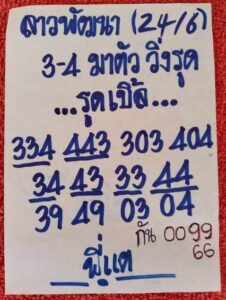 ลาวพัฒนา (24/6)
3-4 มาตัว วิ่งรูด
...รูดเบิ้ล...
334 443 303 404
34 43 33 44
39 49 03 04
กัน 0099
66
พี่แต